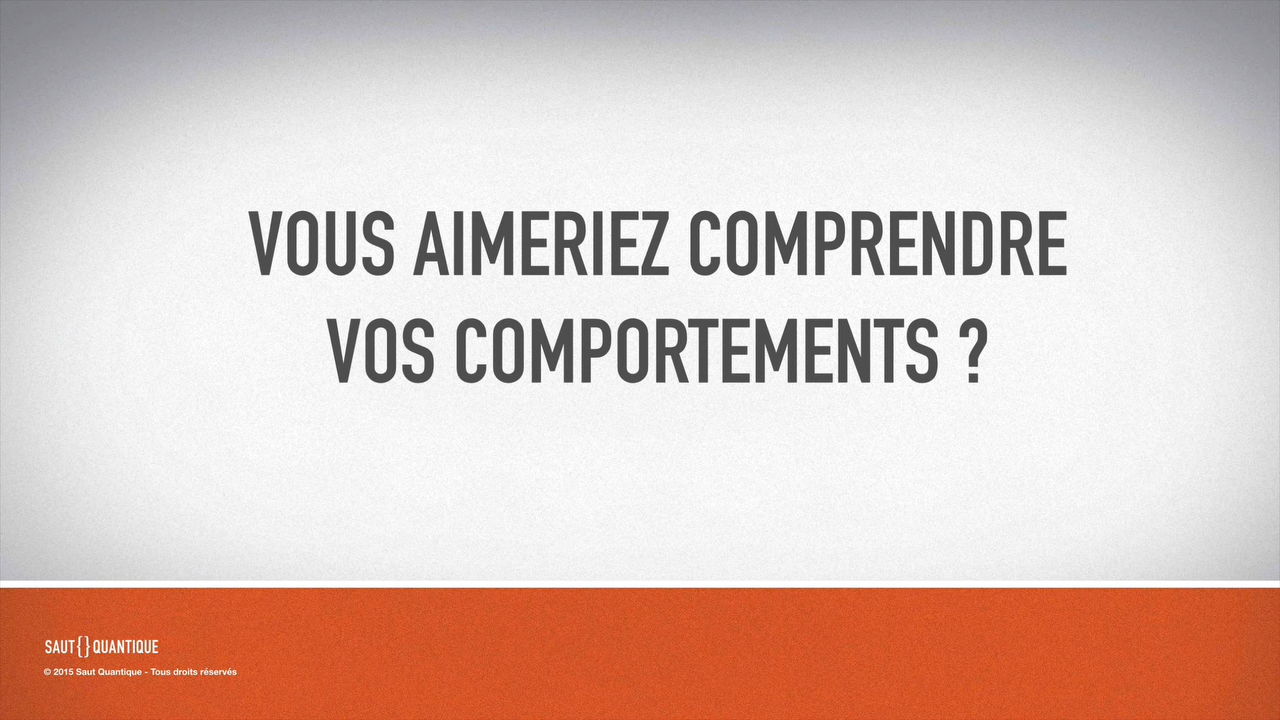 VOUS AIMERIEZ COMPRENDRE
VOS COMPORTEMENTS ?
SAUT{}QUANTIQUE
© 2015 Saut Quantique - Tous droits réservés